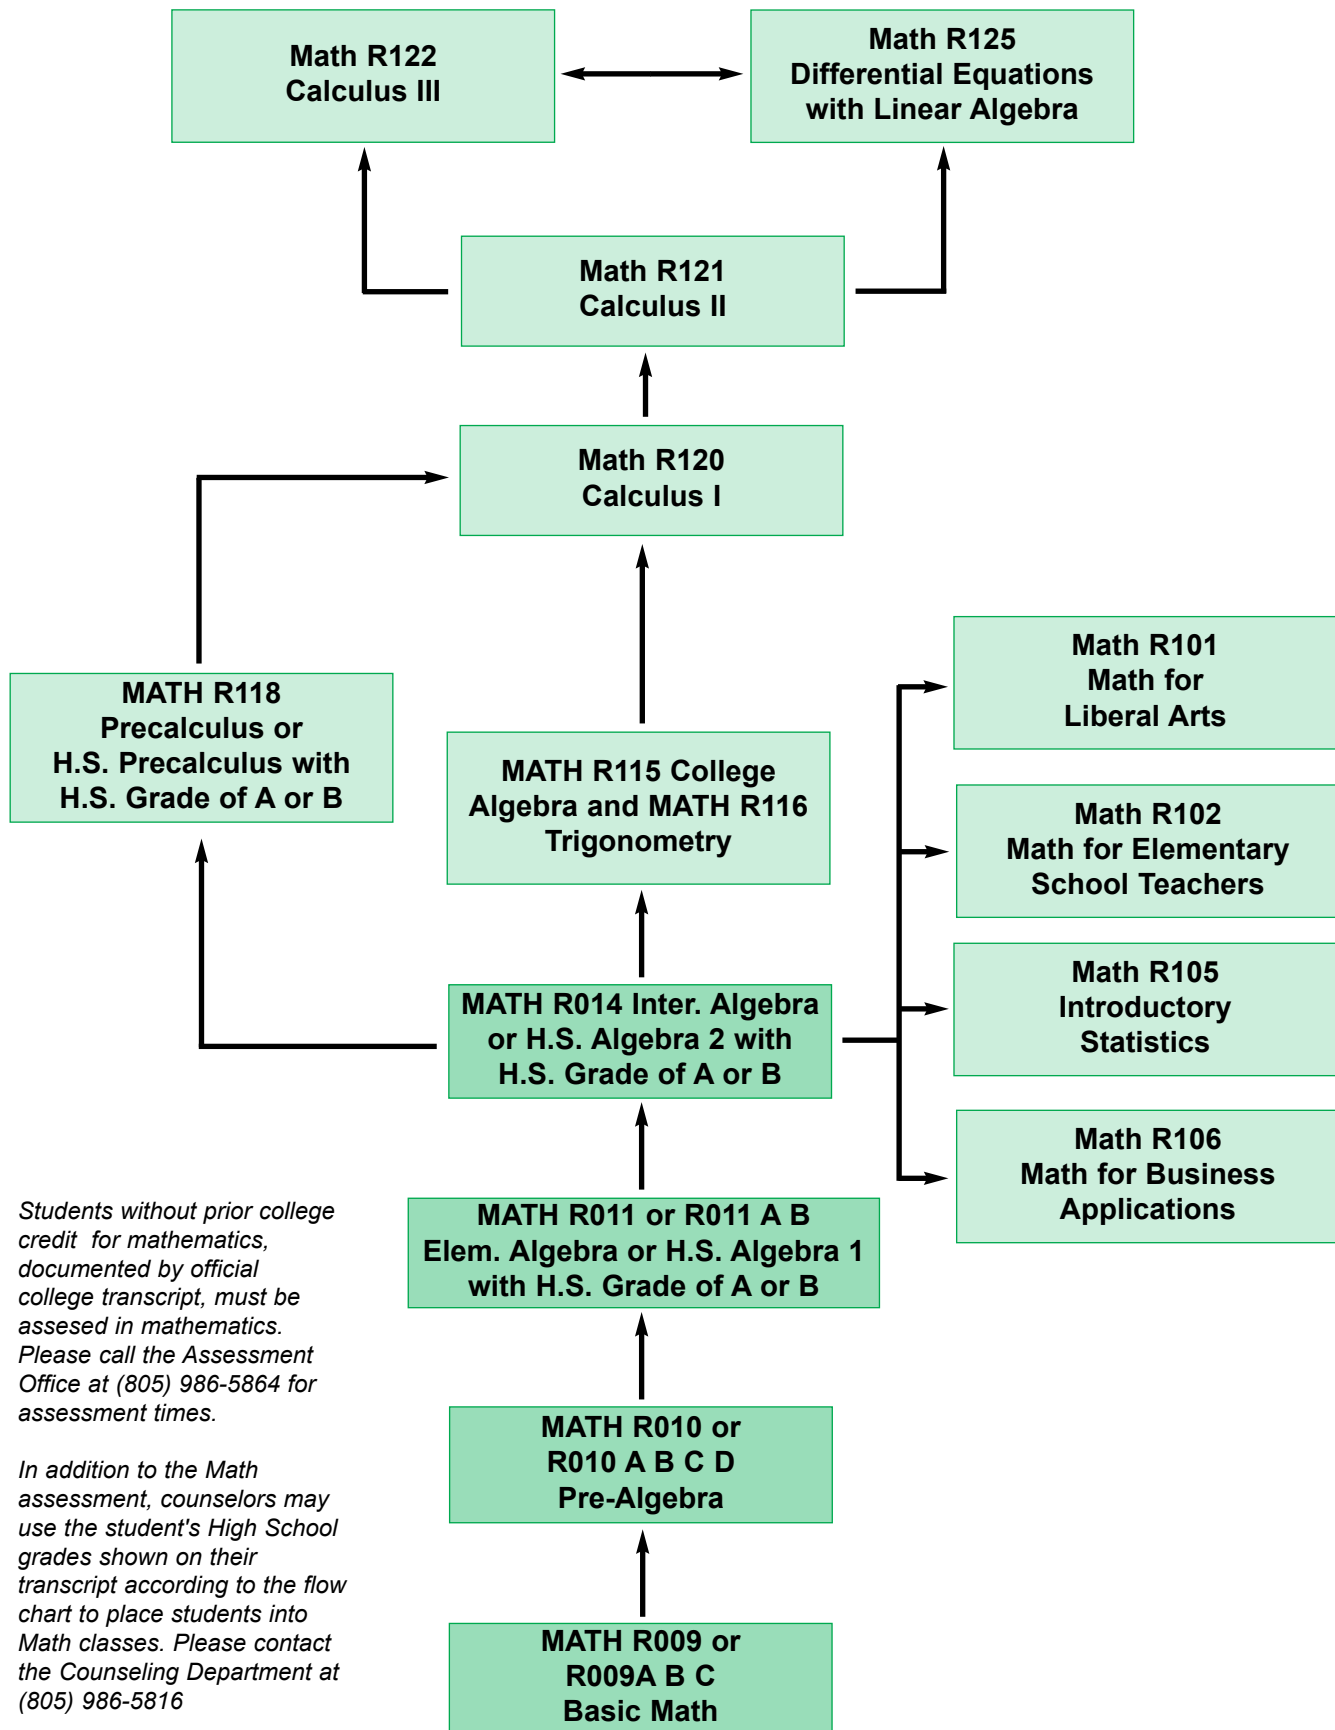 Math R122
Calculus III
Math R125
Differential Equations
with Linear Algebra
Math R121
Calculus II
Math R120
Calculus I
MATH R118
Precalculus or
H.S. Precalculus with
H.S. Grade of A or B
MATH R115 College
Algebra and MATH R116
Trigonometry
Math R101
Math for
Liberal Arts
Math R102
Math for Elementary
School Teachers
Math R105
Introductory
Statistics
Math R106
Math for Business
Applications
MATH R014 Inter. Algebra
or H.S. Algebra 2 with
H.S. Grade of A or B
MATH R011 or R011 A B
Elem. Algebra or H.S. Algebra 1
with H.S. Grade of A or B
MATH R010 or
R010 A B C D
Pre-Algebra
MATH R009 or
R009A B C
Basic Math
Students without prior college
credit for mathematics,
documented by official
college transcript, must be
assesed in mathematics.
Please call the Assessment
Office at (805) 986-5864 for
assessment times.
In addition to the Math
assessment, counselors may
use the student's High School
grades shown on their
transcript according to the flow
chart to place students into
Math classes. Please contact
the Counseling Department at
(805) 986-5816